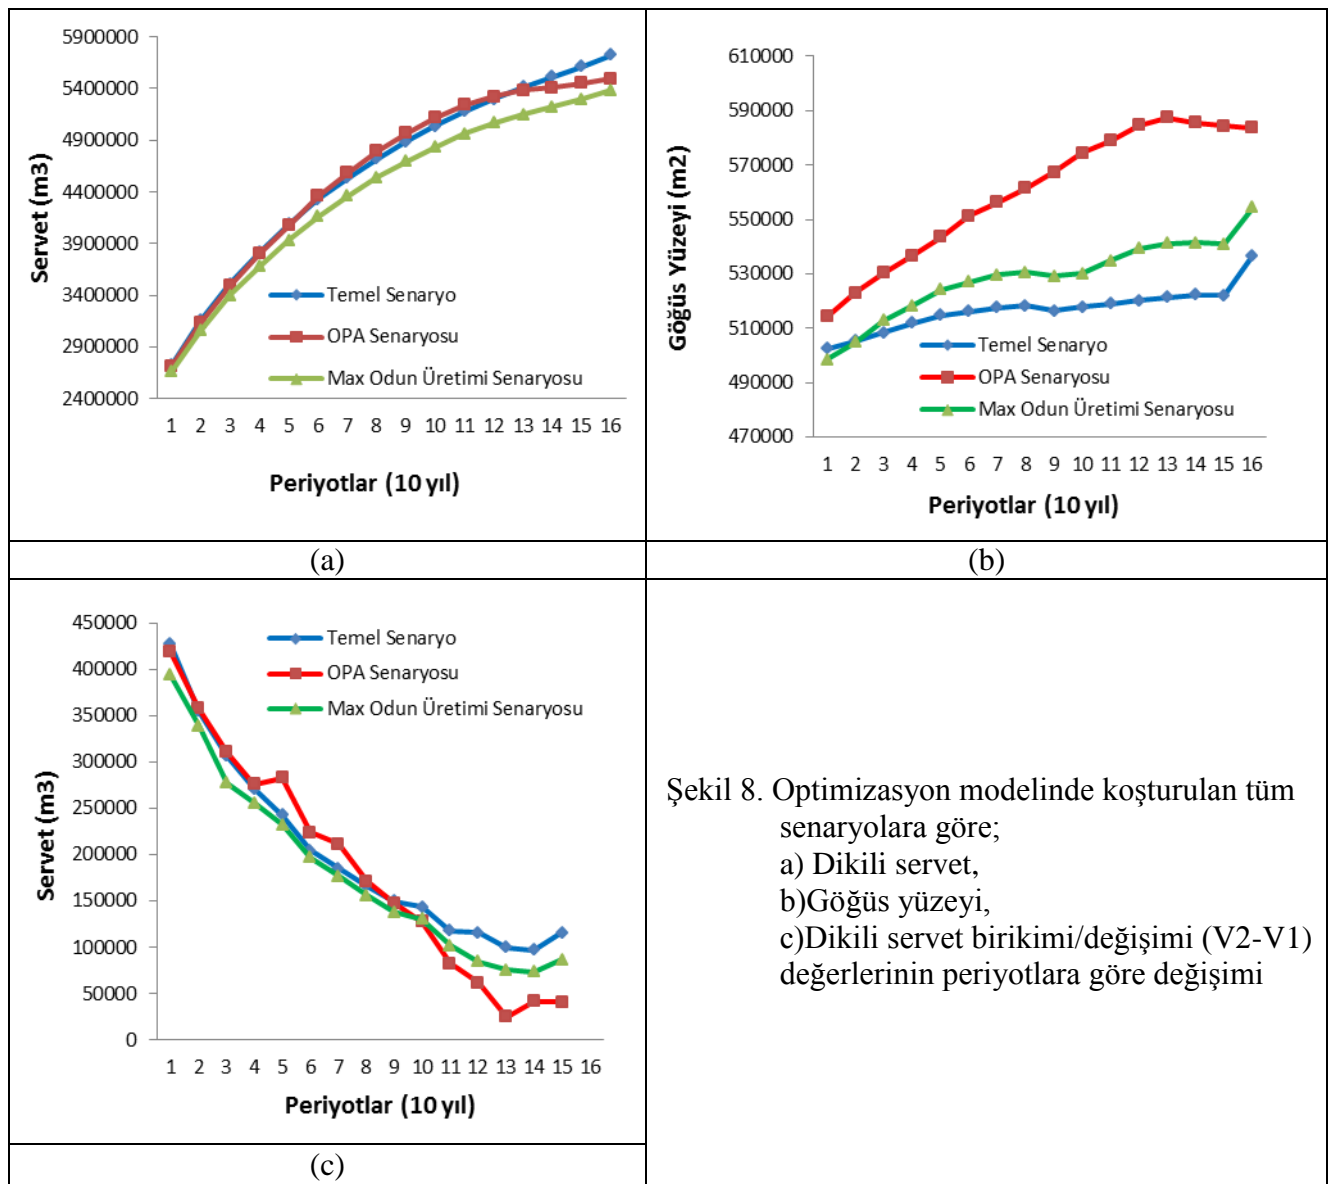 5900000
5400000
4900000
4400000
3900000
3400000
2900000
2400000
Servet (m3)
Temel Senaryo
OPA Senaryosu
Max Odun Üretimi Senaryosu
1 2 3 4 5 6 7 8 9 10 11 12 13 14 15 16
Periyotlar (10 yıl)
(a)
610000
590000
570000
550000
530000
510000
490000
470000
Göğüs Yüzeyi (m2)
Temel Senaryo
OPA Senaryosu
Max Odun Üretimi Senaryosu
1 2 3 4 5 6 7 8 9 10 11 12 13 14 15 16
Periyotlar (10 yıl)
(b)
450000
400000
350000
300000
250000
200000
150000
100000
50000
0
Servet (m3)
Temel Senaryo
OPA Senaryosu
Max Odun Üretimi Senaryosu
1 2 3 4 5 6 7 8 9 10 11 12 13 14 15 16
Periyotlar (10 yıl)
(c)
Şekil 8. Optimizasyon modelinde koşturulan tüm
senaryolara göre;
a) Dikili servet,
b)Göğüs yüzeyi,
c)Dikili servet birikimi/değişimi (V2-V1)
değerlerinin periyotlara göre değişimi